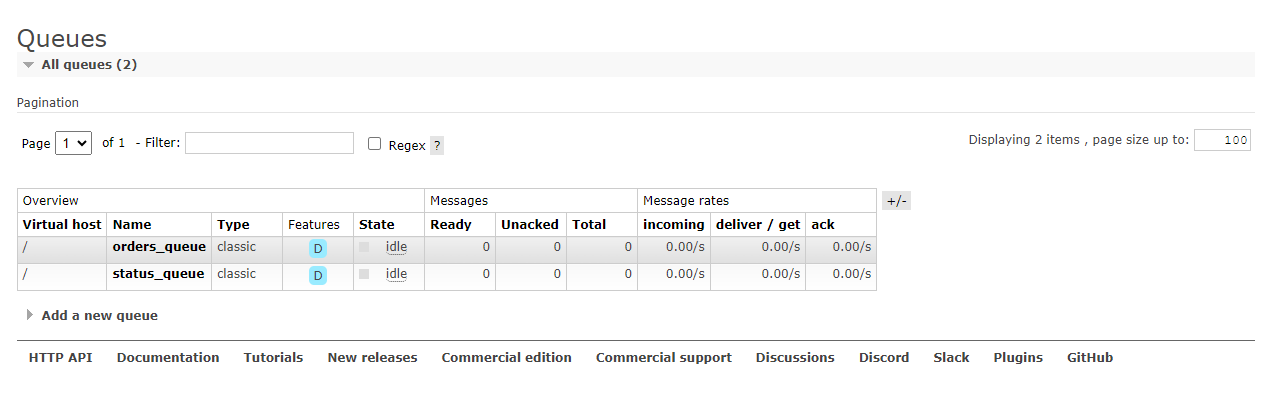 Queues
All queues (2)
Pagination
Page 1 of 1 - Filter: Regex ? Displaying 2 items , page size up to: 100
Overview Messages Message rates +/-
Virtual host Name Type Features State Ready Unacked Total incoming deliver / get ack
/ orders_queue classic D idle 0 0 0 0.00/s 0.00/s 0.00/s
/ status_queue classic D idle 0 0 0 0.00/s 0.00/s 0.00/s
Add a new queue
HTTP API Documentation Tutorials New releases Commercial edition Commercial support Discussions Discord Slack Plugins GitHub